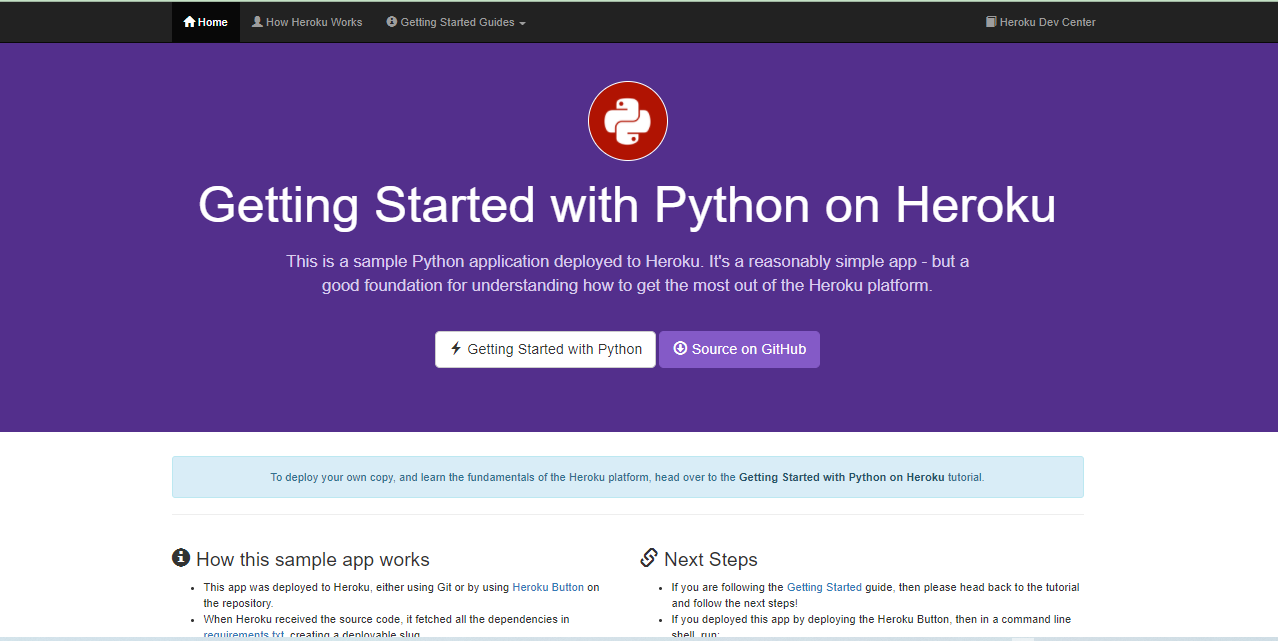 Home How Heroku Works Getting Started Guides Heroku Dev Center
Getting Started with Python on Heroku
This is a sample Python application deployed to Heroku. It's a reasonably simple app - but a
good foundation for understanding how to get the most out of the Heroku platform.
Getting Started with Python Source on GitHub
To deploy your own copy, and learn the fundamentals of the Heroku platform, head over to the Getting Started with Python on Heroku tutorial.
How this sample app works
This app was deployed to Heroku, either using Git or by using Heroku Button on
the repository.
When Heroku received the source code, it fetched all the dependencies in
requirements.txt, creating a deployable slug.
Next Steps
If you are following the Getting Started guide, then please head back to the tutorial
and follow the next steps!
If you deployed this app by deploying the Heroku Button, then in a command line
shell, run: